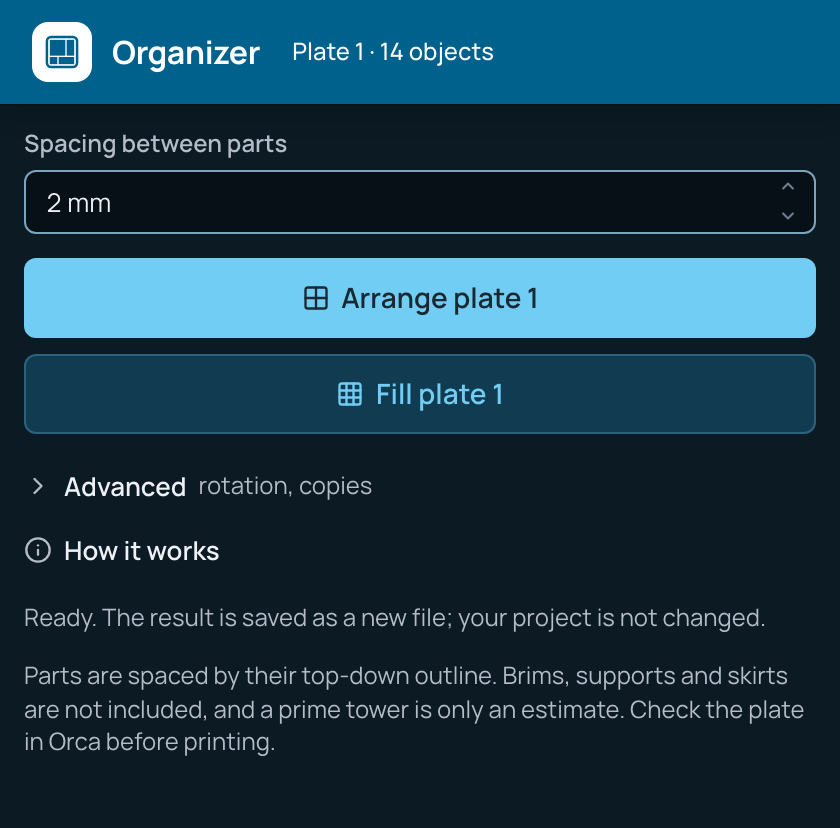 Organizer
Plate 1 · 14 objects
Spacing between parts
2 mm
Arrange plate 1
Fill plate 1
Advanced rotation, copies
How it works
Ready. The result is saved as a new file; your project is not changed.
Parts are spaced by their top-down outline. Brims, supports and skirts
are not included, and a prime tower is only an estimate. Check the plate
in Orca before printing.